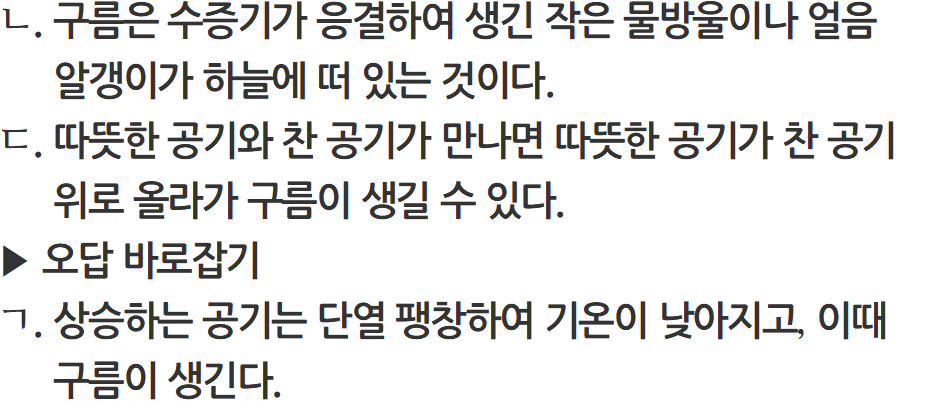 ㄴ. 구름은 수증기가 응결하여 생긴 작은 물방울이나 얼음
알갱이가 하늘에 떠 있는 것이다.
ㄷ. 따뜻한 공기와 찬 공기가 만나면 따뜻한 공기가 찬 공기
위로 올라가 구름이 생길 수 있다.
▶ 오답 바로잡기
ㄱ. 상승하는 공기는 단열 팽창하여 기온이 낮아지고, 이때
구름이 생긴다.